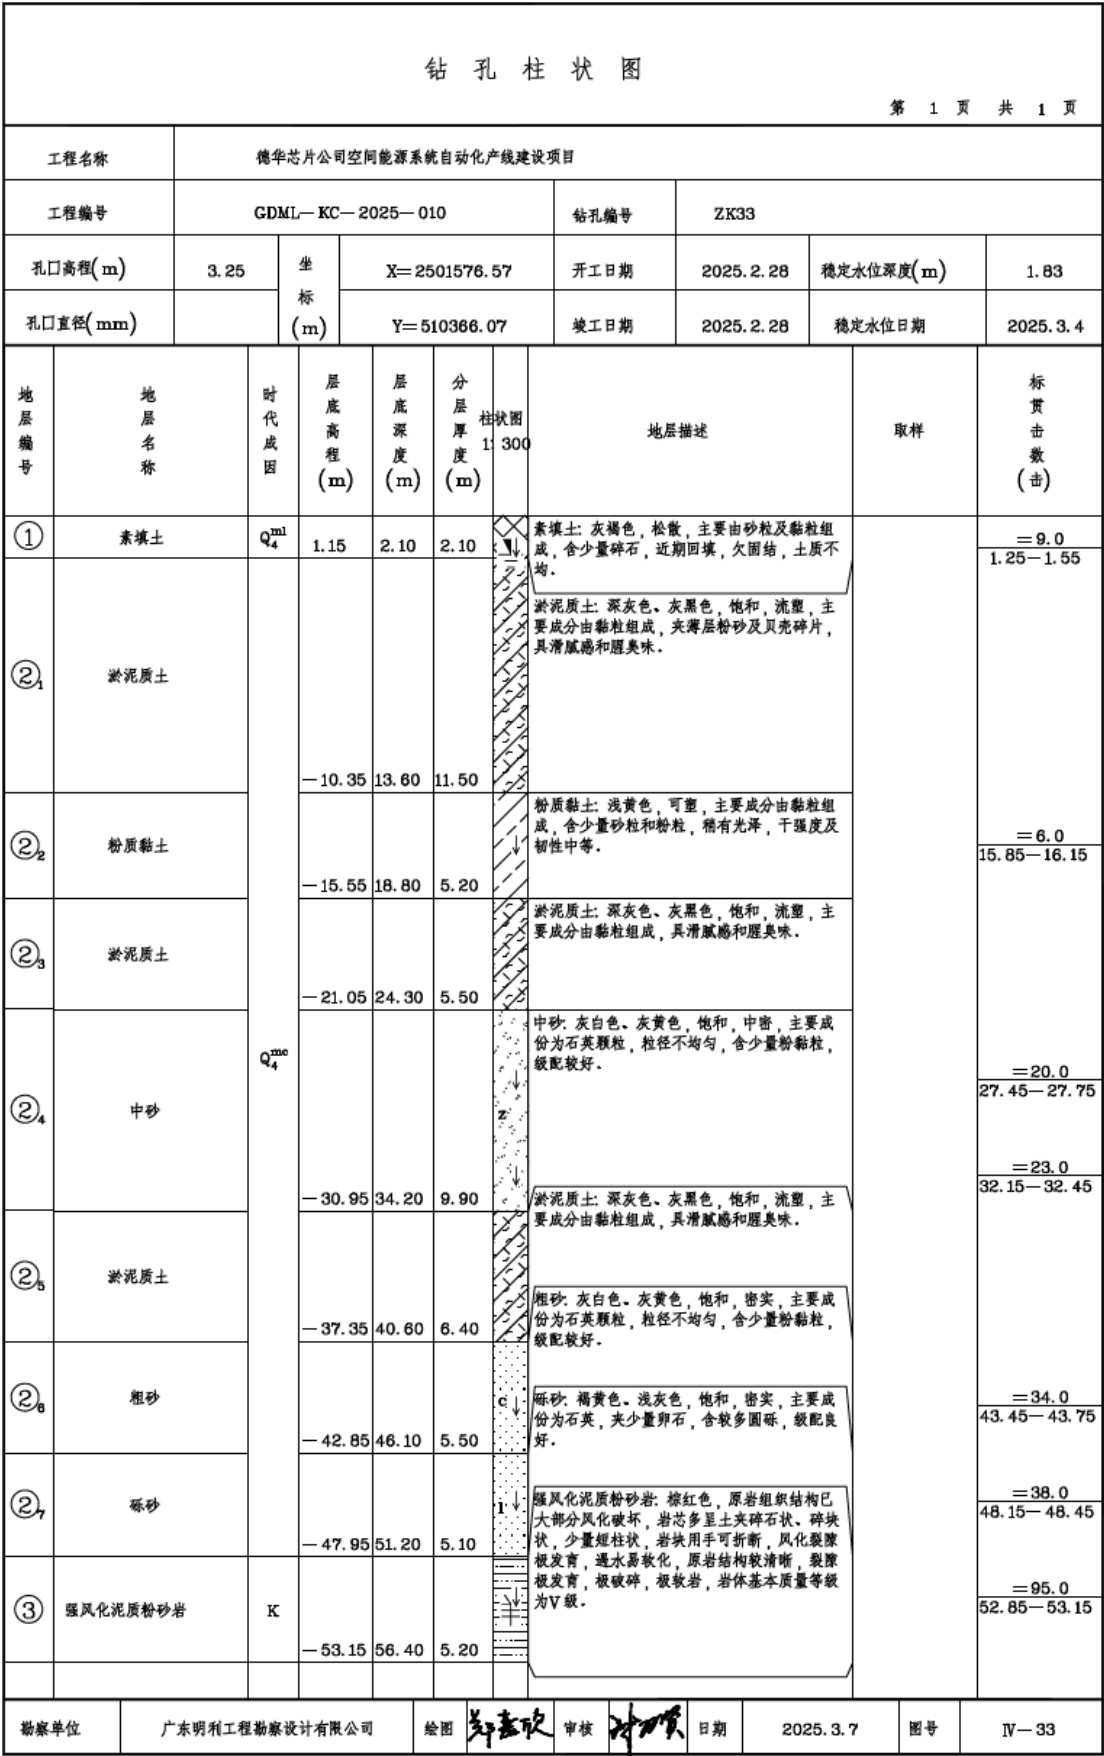 钻孔柱状图
第 1 页 共 1 页
工程名称 德华芯片公司空间能源系统自动化产线建设项目
工程编号 GDML—KC—2025—010 钻孔编号 ZK33
孔口高程(m) 3.25 坐标(m) X=2501576.57 开工日期 2025.2.28 稳定水位深度(m) 1.83
孔口直径(mm) Y=510366.07 竣工日期 2025.2.28 稳定水位日期 2025.3.4
地层编号 地层名称 时代成因 层底高程(m) 层底深度(m) 分层厚度(m) 柱状图 1:300 地层描述 取样 标贯击数(击)
① 素填土 Q4ml 1.15 2.10 2.10
素填土: 灰褐色, 松散, 主要由砂粒及黏粒组
成, 含少量碎石, 近期回填, 欠固结, 土质不
均.
=9.0
1.25—1.55
②1 淤泥质土 —10.35 13.60 11.50
淤泥质土: 深灰色、灰黑色, 饱和, 流塑, 主
要成分由黏粒组成, 夹薄层粉砂及贝壳碎片,
具滑腻感和腥臭味.
②2 粉质黏土 —15.55 18.80 5.20
粉质黏土: 浅黄色, 可塑, 主要成分由黏粒组
成, 含少量砂粒和粉粒, 稍有光泽, 干强度及
韧性中等.
=6.0
15.85—16.15
②3 淤泥质土 —21.05 24.30 5.50
淤泥质土: 深灰色、灰黑色, 饱和, 流塑, 主
要成分由黏粒组成, 具滑腻感和腥臭味.
Q4mc
②4 中砂 —30.95 34.20 9.90
z
中砂: 灰白色、灰黄色, 饱和, 中密, 主要成
份为石英颗粒, 粒径不均匀, 含少量粉黏粒,
级配较好.
=20.0
27.45—27.75
=23.0
32.15—32.45
②5 淤泥质土 —37.35 40.60 6.40
淤泥质土: 深灰色、灰黑色, 饱和, 流塑, 主
要成分由黏粒组成, 具滑腻感和腥臭味.
②6 粗砂 —42.85 46.10 5.50
c
粗砂: 灰白色、灰黄色, 饱和, 密实, 主要成
份为石英颗粒, 粒径不均匀, 含少量粉黏粒,
级配较好.
=34.0
43.45—43.75
②7 砾砂 —47.95 51.20 5.10
l
砾砂: 褐黄色、浅灰色, 饱和, 密实, 主要成
份为石英, 夹少量卵石, 含较多圆砾, 级配良
好.
=38.0
48.15—48.45
③ 强风化泥质粉砂岩 K —53.15 56.40 5.20
强风化泥质粉砂岩: 棕红色, 原岩组织结构已
大部分风化破坏, 岩芯多呈土夹碎石状、碎块
状, 少量短柱状, 岩块用手可折断, 风化裂隙
极发育, 遇水易软化, 原岩结构较清晰, 裂隙
极发育, 极破碎, 极软岩, 岩体基本质量等级
为V级.
=95.0
52.85—53.15
勘察单位 广东明利工程勘察设计有限公司 绘图 郑嘉欣 审核 日期 2025.3.7 图号 Ⅳ—33